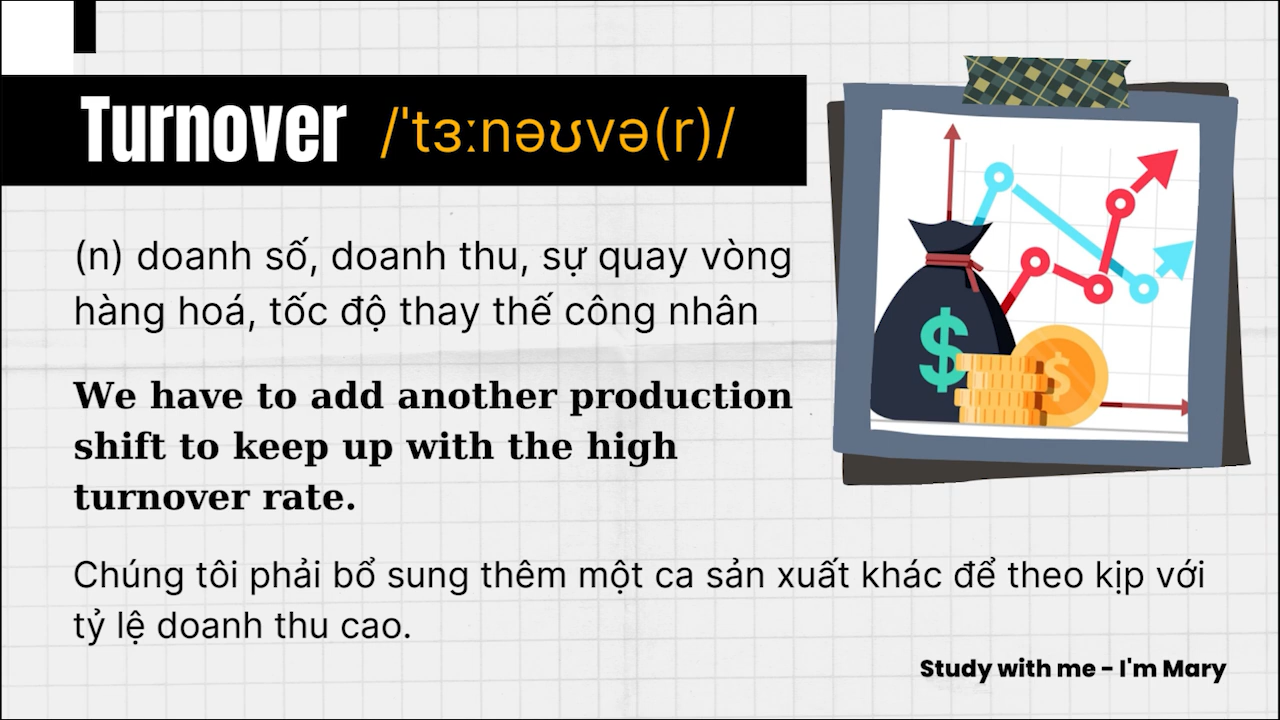 Turnover /ˈtɜːnəʊvə(r)/
(n) doanh số, doanh thu, sự quay vòng
hàng hoá, tốc độ thay thế công nhân
We have to add another production
shift to keep up with the high
turnover rate.
Chúng tôi phải bổ sung thêm một ca sản xuất khác để theo kịp với
tỷ lệ doanh thu cao.
Study with me - I'm Mary
$
$